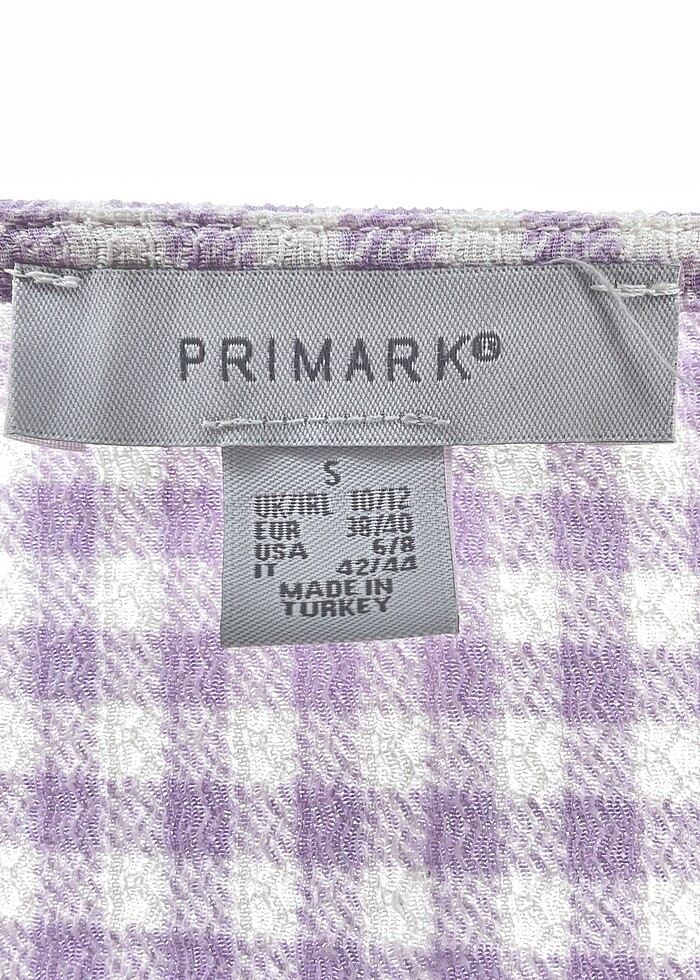 PRIMARK®
S
UK/IRL 10/12
EUR 38/40
USA 6/8
IT 42/44
MADE IN
TURKEY